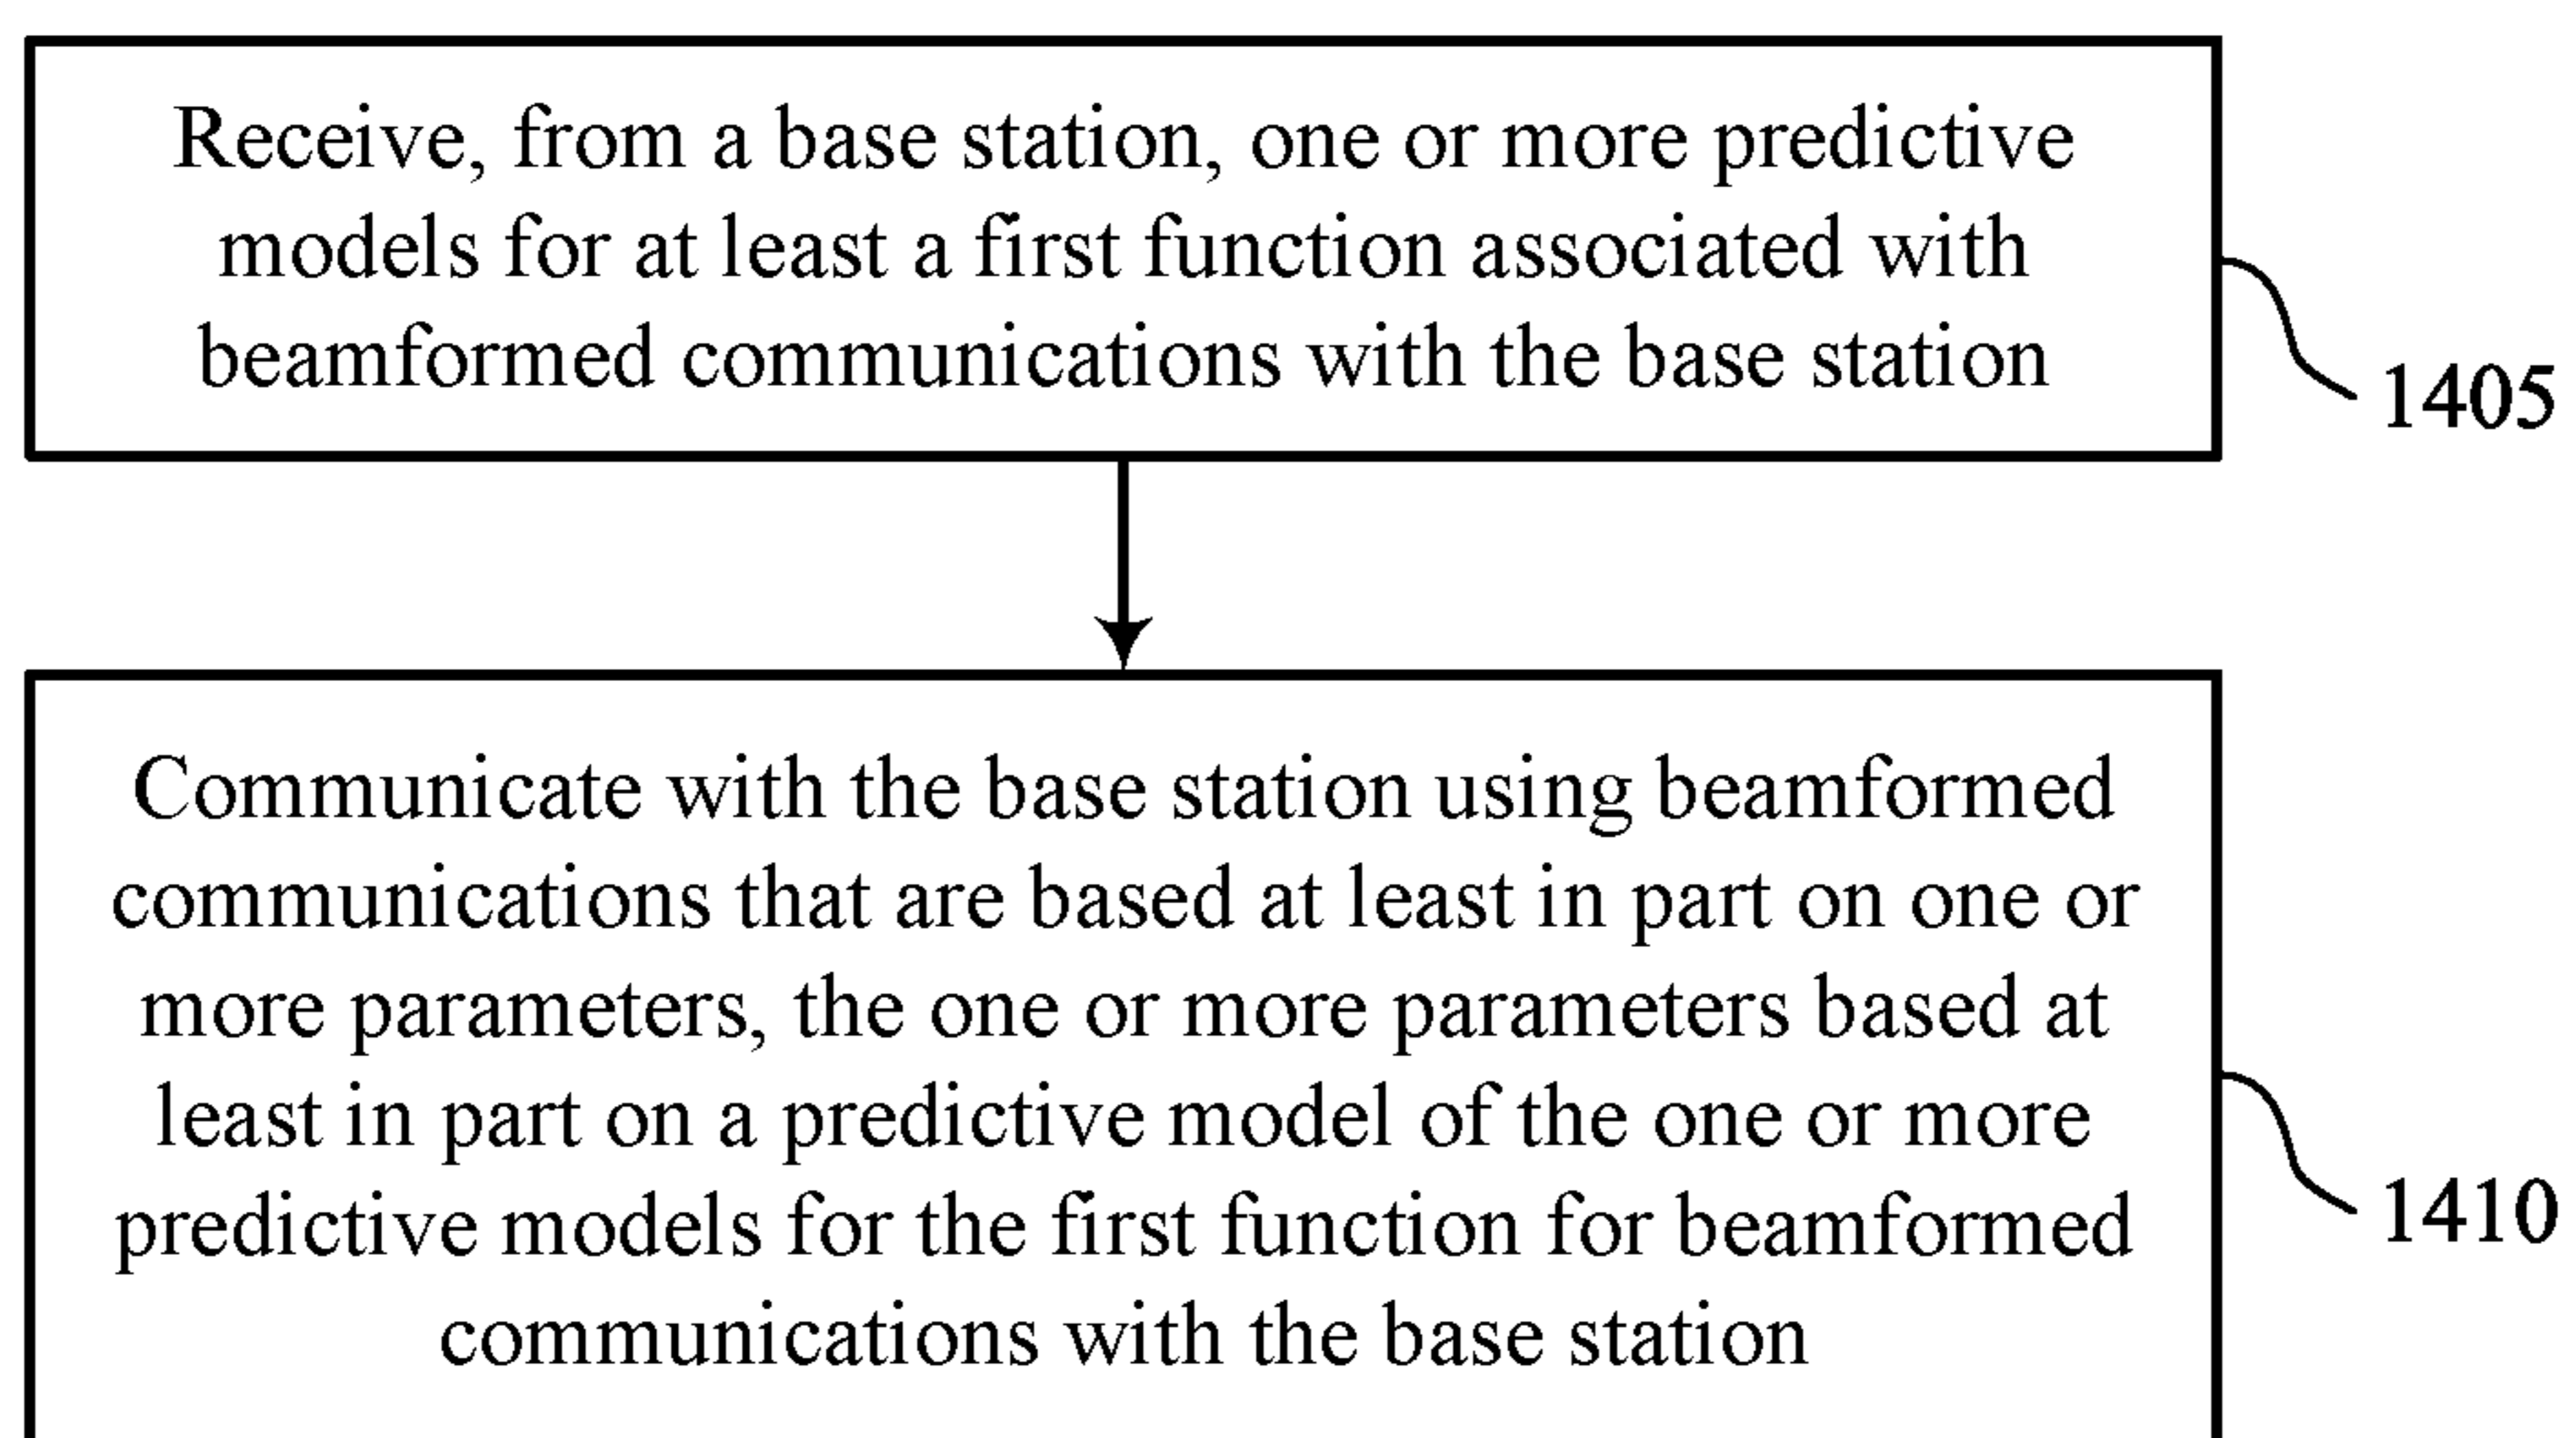 Receive, from a base station, one or more predictive
models for at least a first function associated with
beamformed communications with the base station
1405
Communicate with the base station using beamformed
communications that are based at least in part on one or
more parameters, the one or more parameters based at
least in part on a predictive model of the one or more
predictive models for the first function for beamformed
communications with the base station
1410